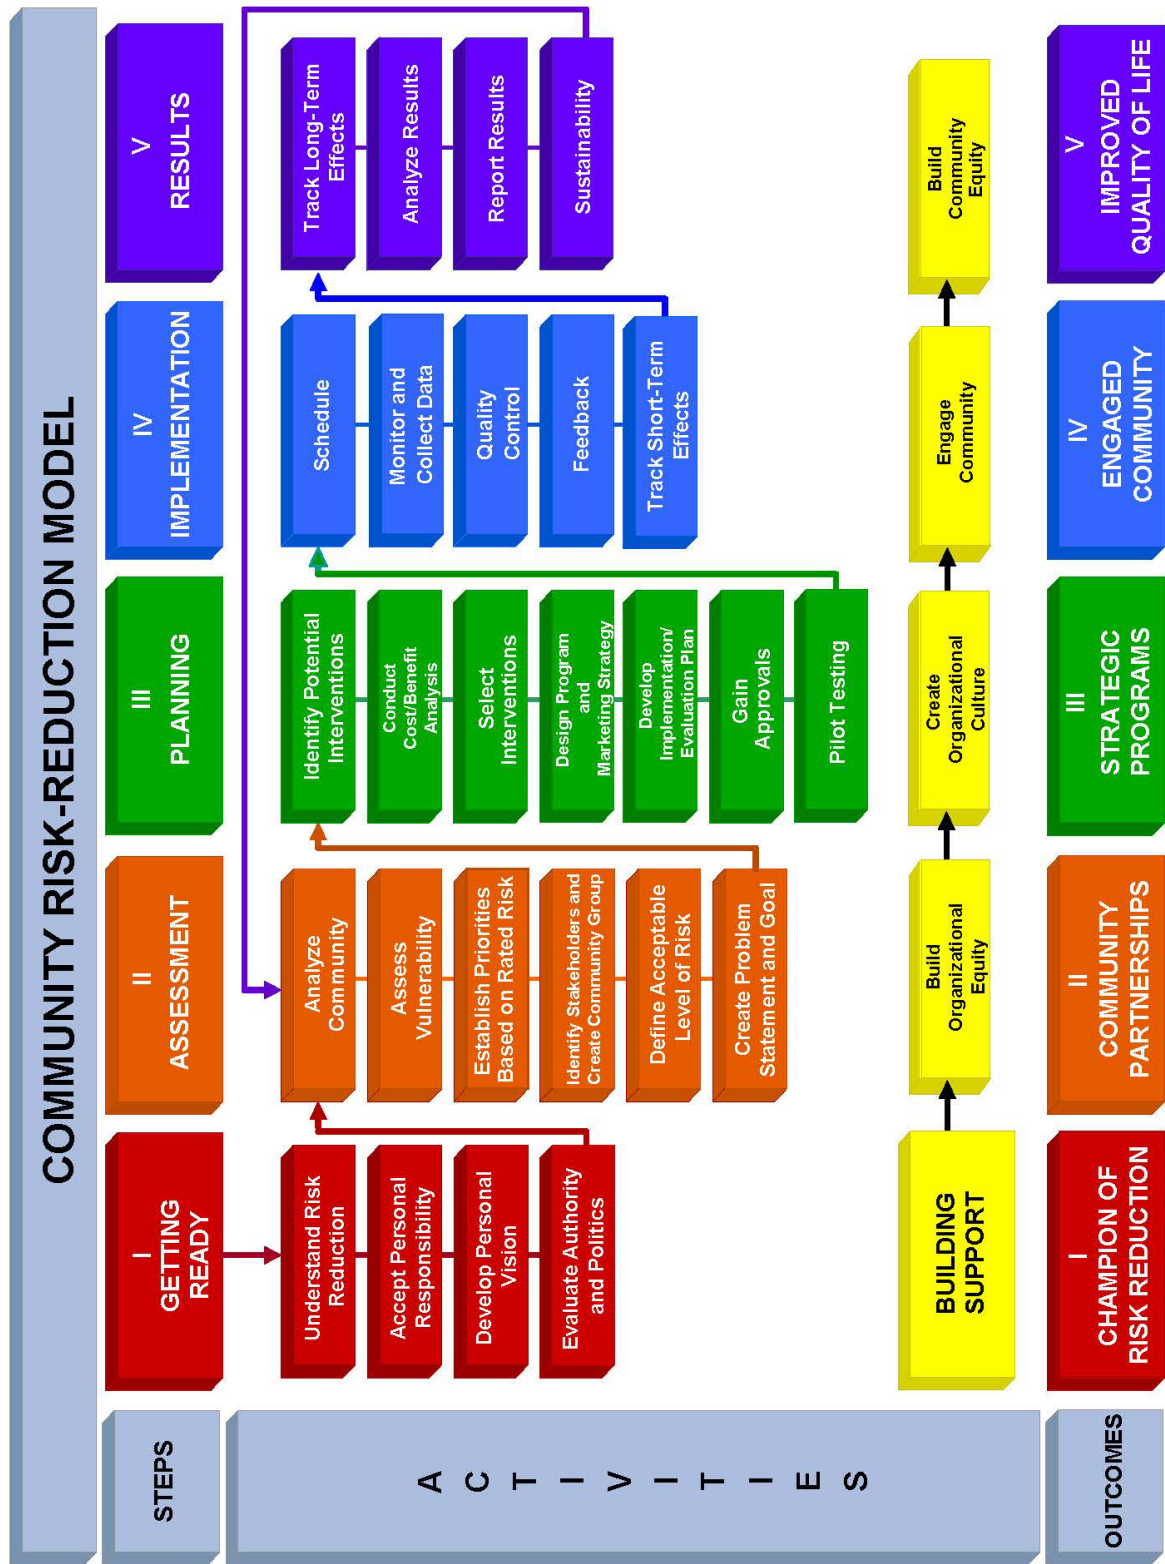 COMMUNITY RISK-REDUCTION MODEL
STEPS
I
GETTING
READY
II
ASSESSMENT
III
PLANNING
IV
IMPLEMENTATION
V
RESULTS
A
C
T
I
V
I
T
I
E
S
Understand Risk
Reduction
Accept Personal
Responsibility
Develop Personal
Vision
Evaluate Authority
and Politics
Analyze
Community
Assess
Vulnerability
Establish Priorities
Based on Rated Risk
Identify Stakeholders and
Create Community Group
Define Acceptable
Level of Risk
Create Problem
Statement and Goal
Identify Potential
Interventions
Conduct
Cost/Benefit
Analysis
Select
Interventions
Design Program
and
Marketing Strategy
Develop
Implementation/
Evaluation Plan
Gain
Approvals
Pilot Testing
Schedule
Monitor and
Collect Data
Quality
Control
Feedback
Track Short-Term
Effects
Track Long-Term
Effects
Analyze Results
Report Results
Sustainability
BUILDING
SUPPORT
Build
Organizational
Equity
Create
Organizational
Culture
Engage
Community
Build
Community
Equity
OUTCOMES
I
CHAMPION OF
RISK REDUCTION
II
COMMUNITY
PARTNERSHIPS
III
STRATEGIC
PROGRAMS
IV
ENGAGED
COMMUNITY
V
IMPROVED
QUALITY OF LIFE